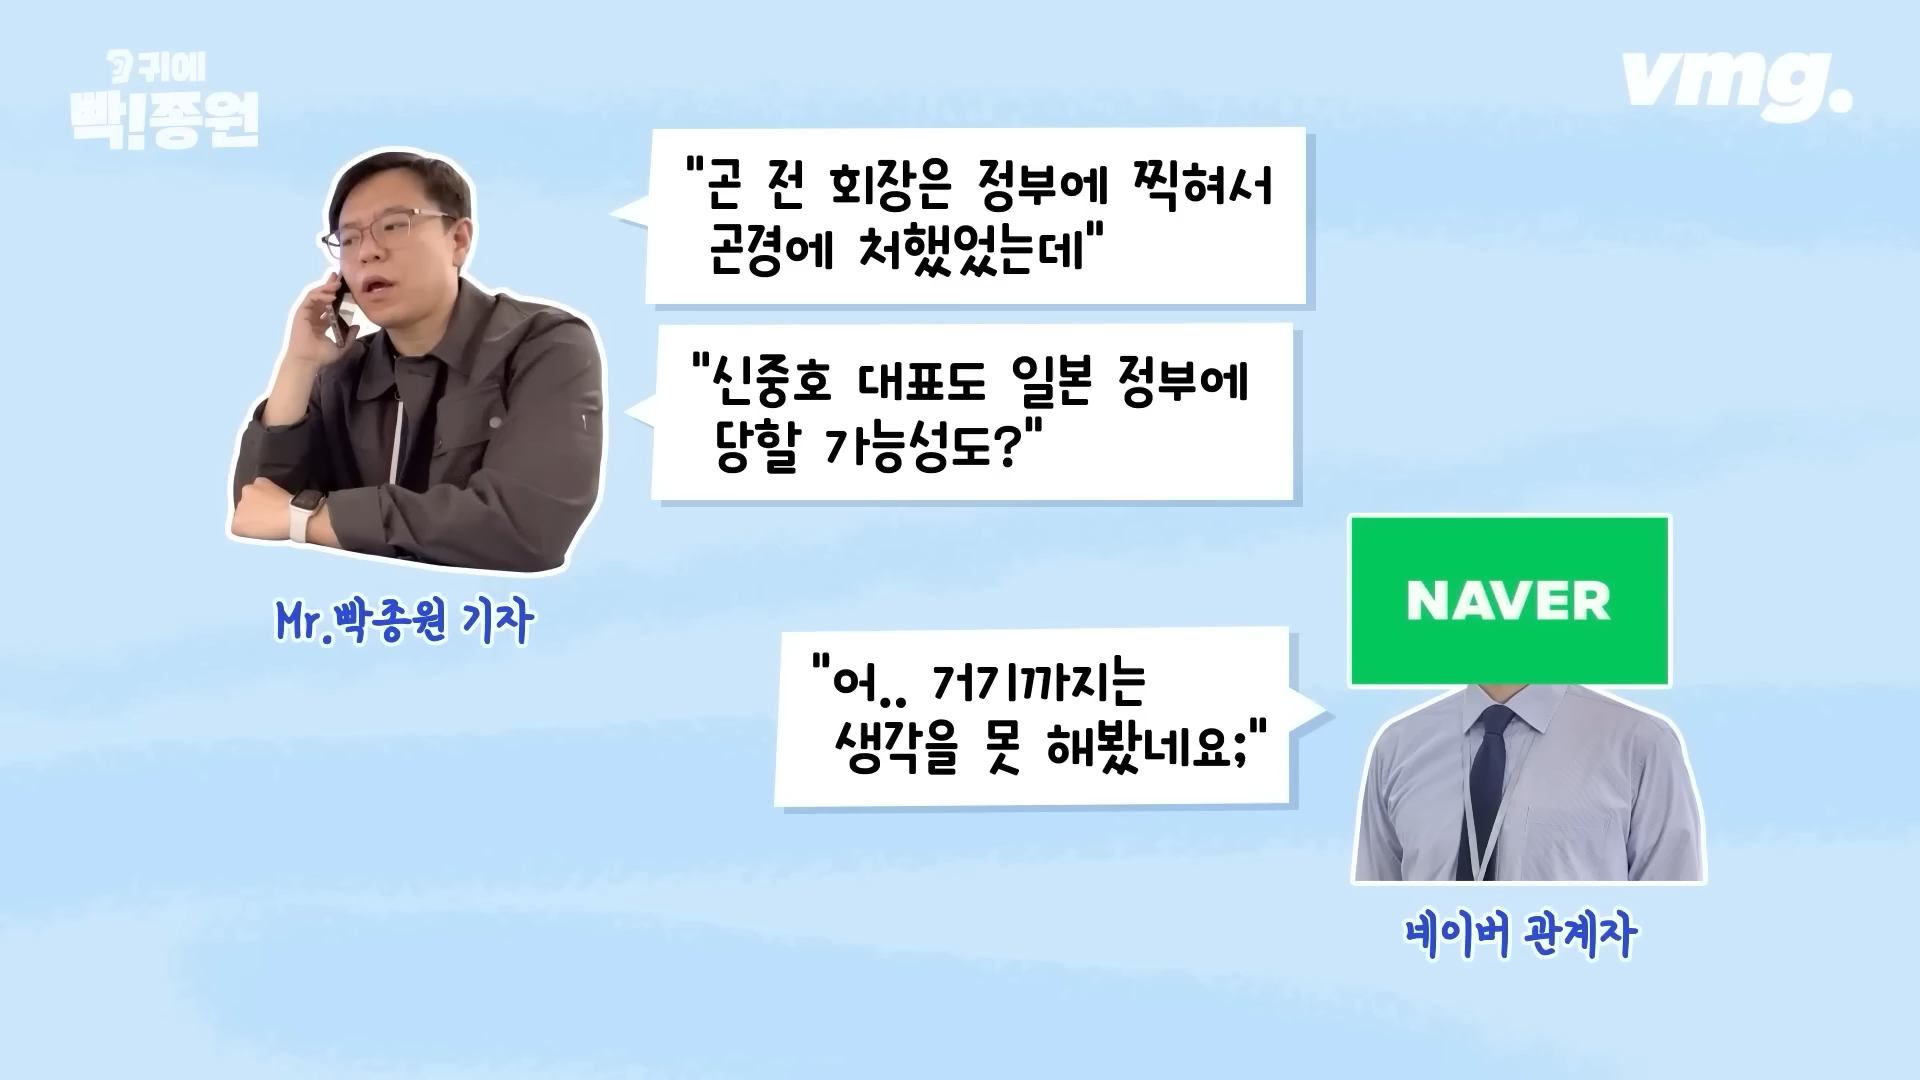 귀에
빡!종원
vmg.
"곤 전 회장은 정부에 찍혀서
곤경에 처했었는데"
"신중호 대표도 일본 정부에
당할 가능성도?"
Mr.빡종원 기자
NAVER
"어.. 거기까지는
생각을 못 해봤네요;"
네이버 관계자